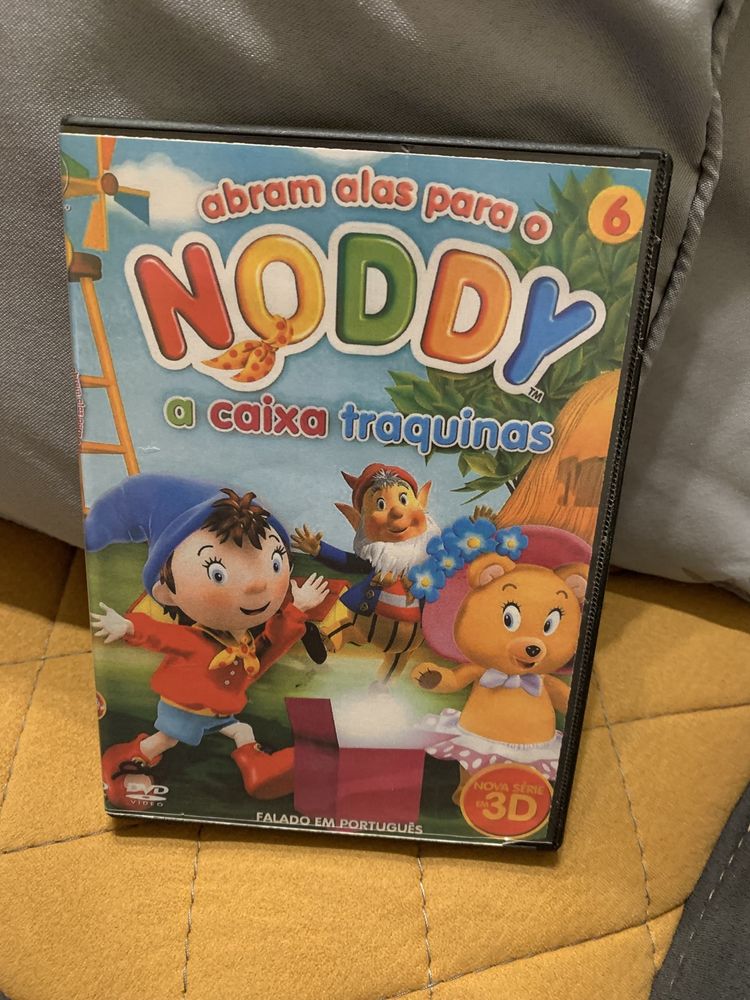 abram alas para o
6
NODDY
TM
a caixa traquinas
DVD
VIDEO
FALADO EM PORTUGUÊS
NOVA SÉRIE
EM 3D